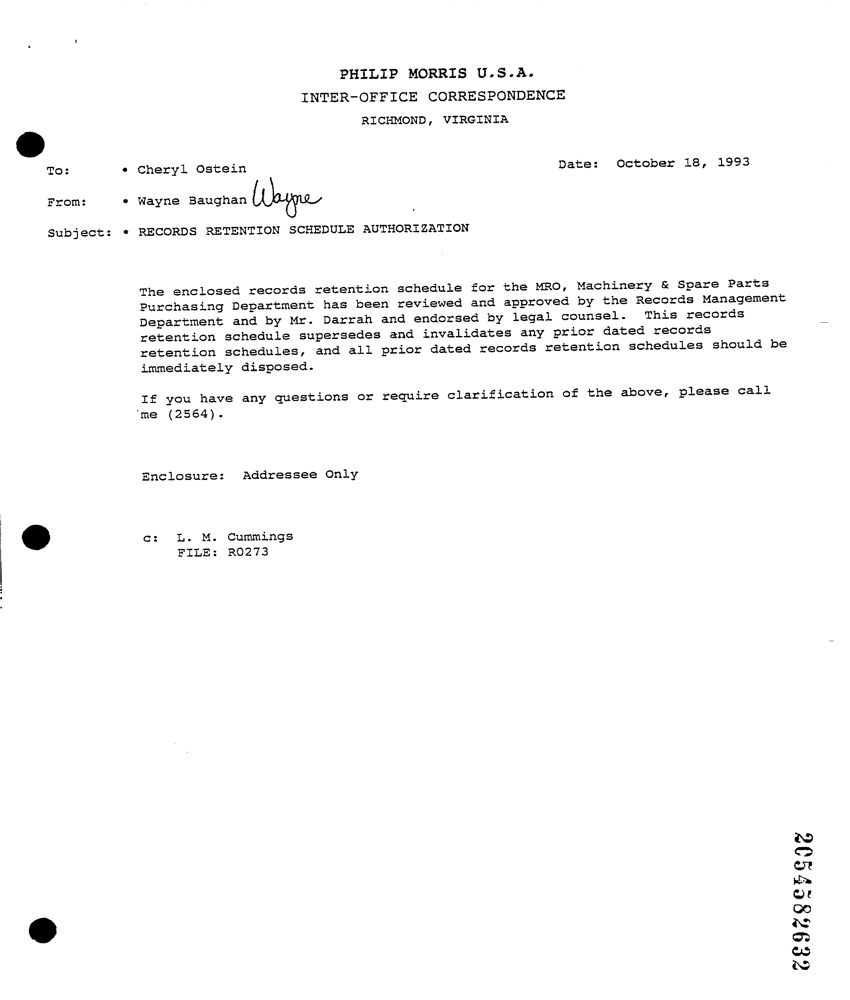 PHILIP MORRIS U.S.A.
INTER-OFFICE CORRESPONDENCE
RICHMOND, VIRGINIA
To: • Cheryl Ostein Date: October 18, 1993
From: • Wayne Baughan Wayne
Subject: • RECORDS RETENTION SCHEDULE AUTHORIZATION
The enclosed records retention schedule for the MRO, Machinery & Spare Parts
Purchasing Department has been reviewed and approved by the Records Management
Department and by Mr. Darrah and endorsed by legal counsel. This records
retention schedule supersedes and invalidates any prior dated records
retention schedules, and all prior dated records retention schedules should be
immediately disposed.
If you have any questions or require clarification of the above, please call
me (2564).
Enclosure: Addressee Only
c: L. M. Cummings
FILE: R0273
2054582632